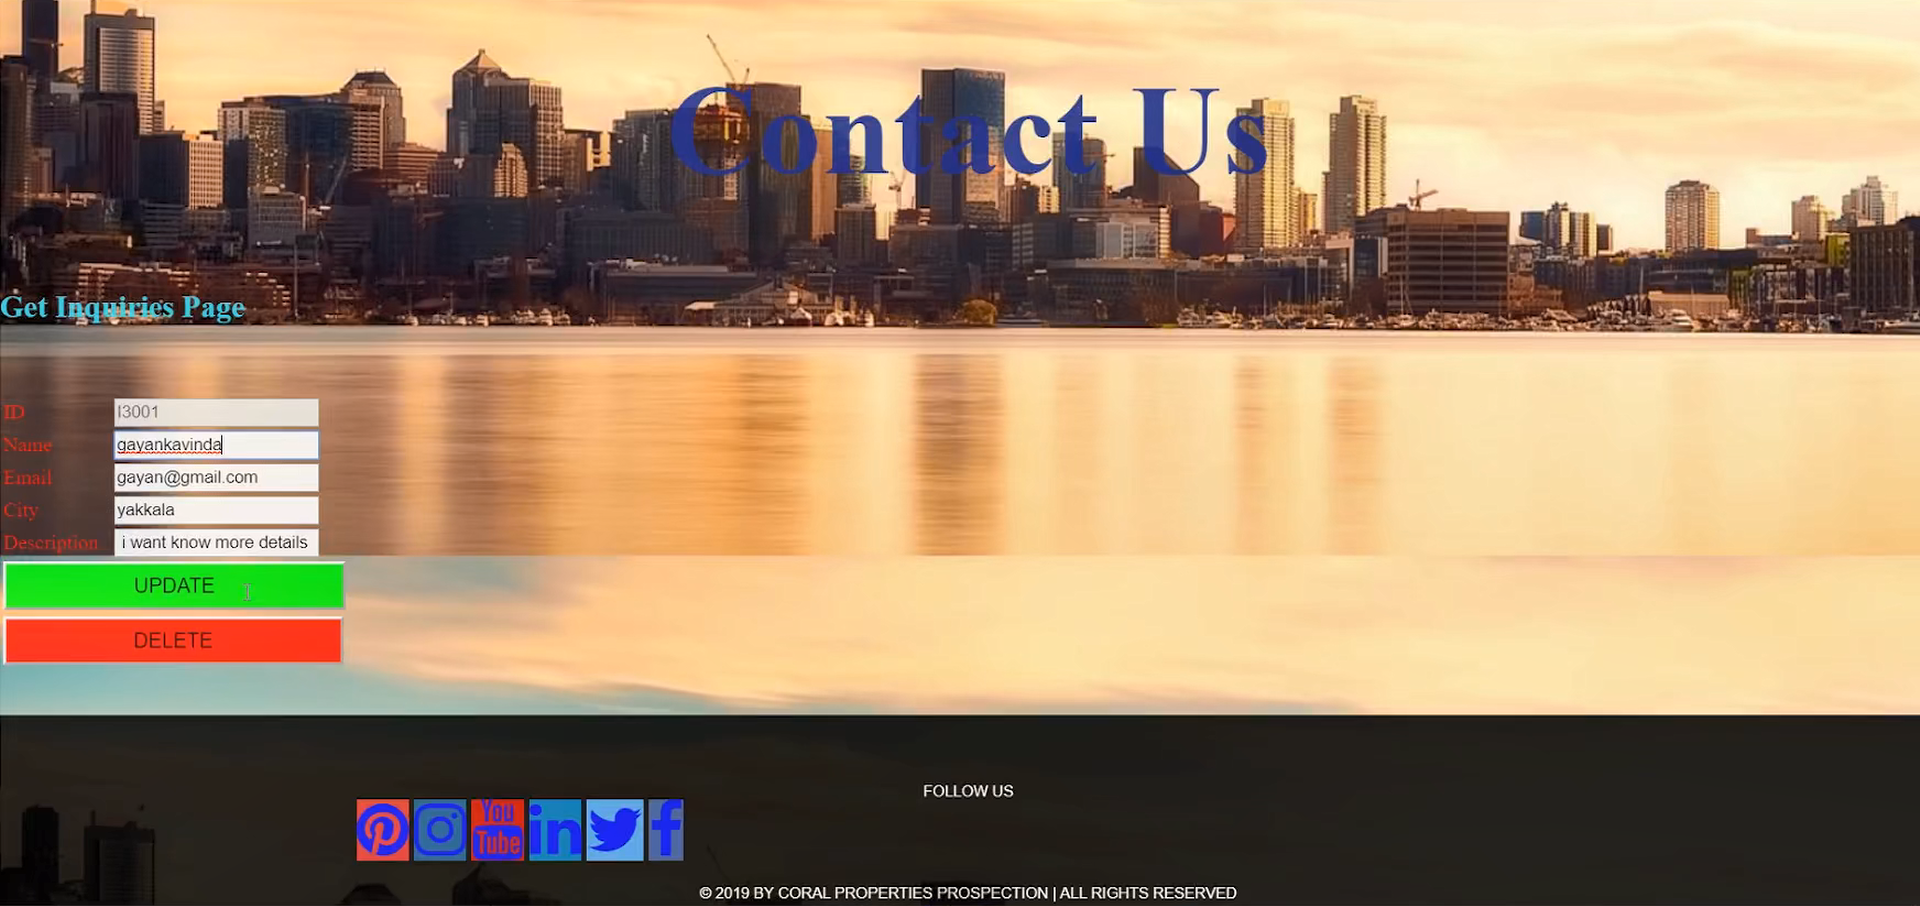 Contact Us
Get Inquiries Page
ID I3001
Name gayankavinda
Email gayan@gmail.com
City yakkala
Description i want know more details
UPDATE
DELETE
FOLLOW US
You
Tube
in
f
© 2019 BY CORAL PROPERTIES PROSPECTION | ALL RIGHTS RESERVED